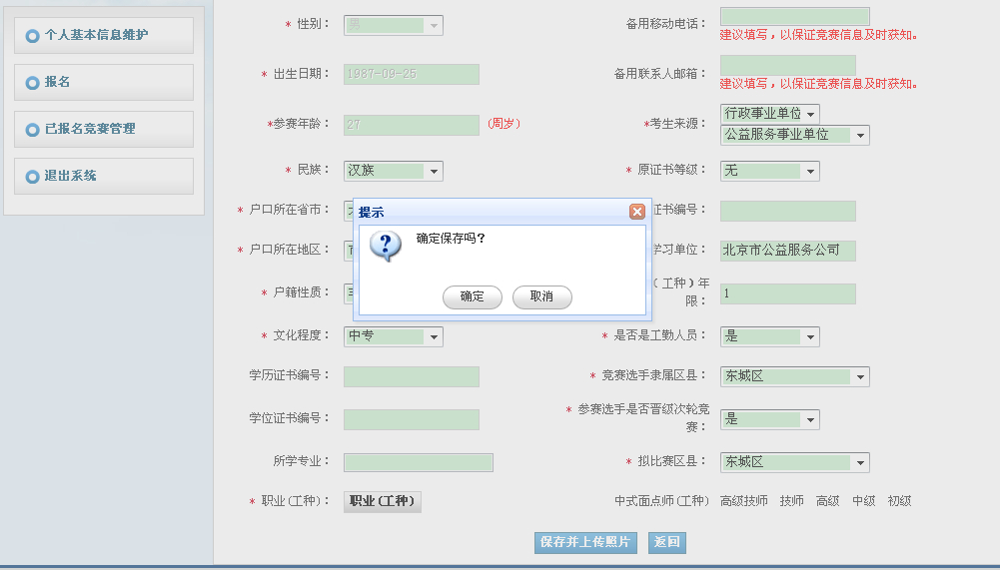 个人基本信息维护
报名
已报名竞赛管理
退出系统
* 性别：
男
备用移动电话：
建议填写，以保证竞赛信息及时获知。
* 出生日期：
1987-09-25
备用联系人邮箱：
建议填写，以保证竞赛信息及时获知。
*参赛年龄：
27
(周岁)
*考生来源：
行政事业单位
公益服务事业单位
* 民族：
汉族
* 原证书等级：
无
* 户口所在省市：
证书编号：
* 户口所在地区：
学习单位：
北京市公益服务公司
* 户籍性质：
(工种)年
限：
1
提示
确定保存吗?
确定
取消
* 文化程度：
中专
* 是否是工勤人员：
是
学历证书编号：
* 竞赛选手隶属区县：
东城区
学位证书编号：
* 参赛选手是否晋级次轮竞
赛：
是
所学专业：
* 拟比赛区县：
东城区
* 职业(工种)：
职业(工种)
中式面点师(工种)
高级技师 技师 高级 中级 初级
保存并上传照片
返回